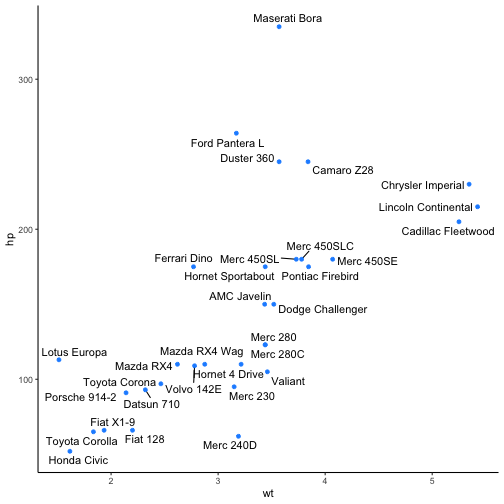 Maserati Bora
300
Ford Pantera L
Duster 360
Camaro Z28
Chrysler Imperial
Lincoln Continental
200
Cadillac Fleetwood
Merc 450SLC
Ferrari Dino
Merc 450SL
Merc 450SE
Hornet Sportabout
Pontiac Firebird
AMC Javelin
Dodge Challenger
Merc 280
Lotus Europa
Mazda RX4 Wag
Merc 280C
Mazda RX4
Hornet 4 Drive
100
Toyota Corona
Volvo 142E
Valiant
Porsche 914-2
Datsun 710
Merc 230
Fiat X1-9
Toyota Corolla
Fiat 128
Merc 240D
Honda Civic
hp
2
3
4
5
wt